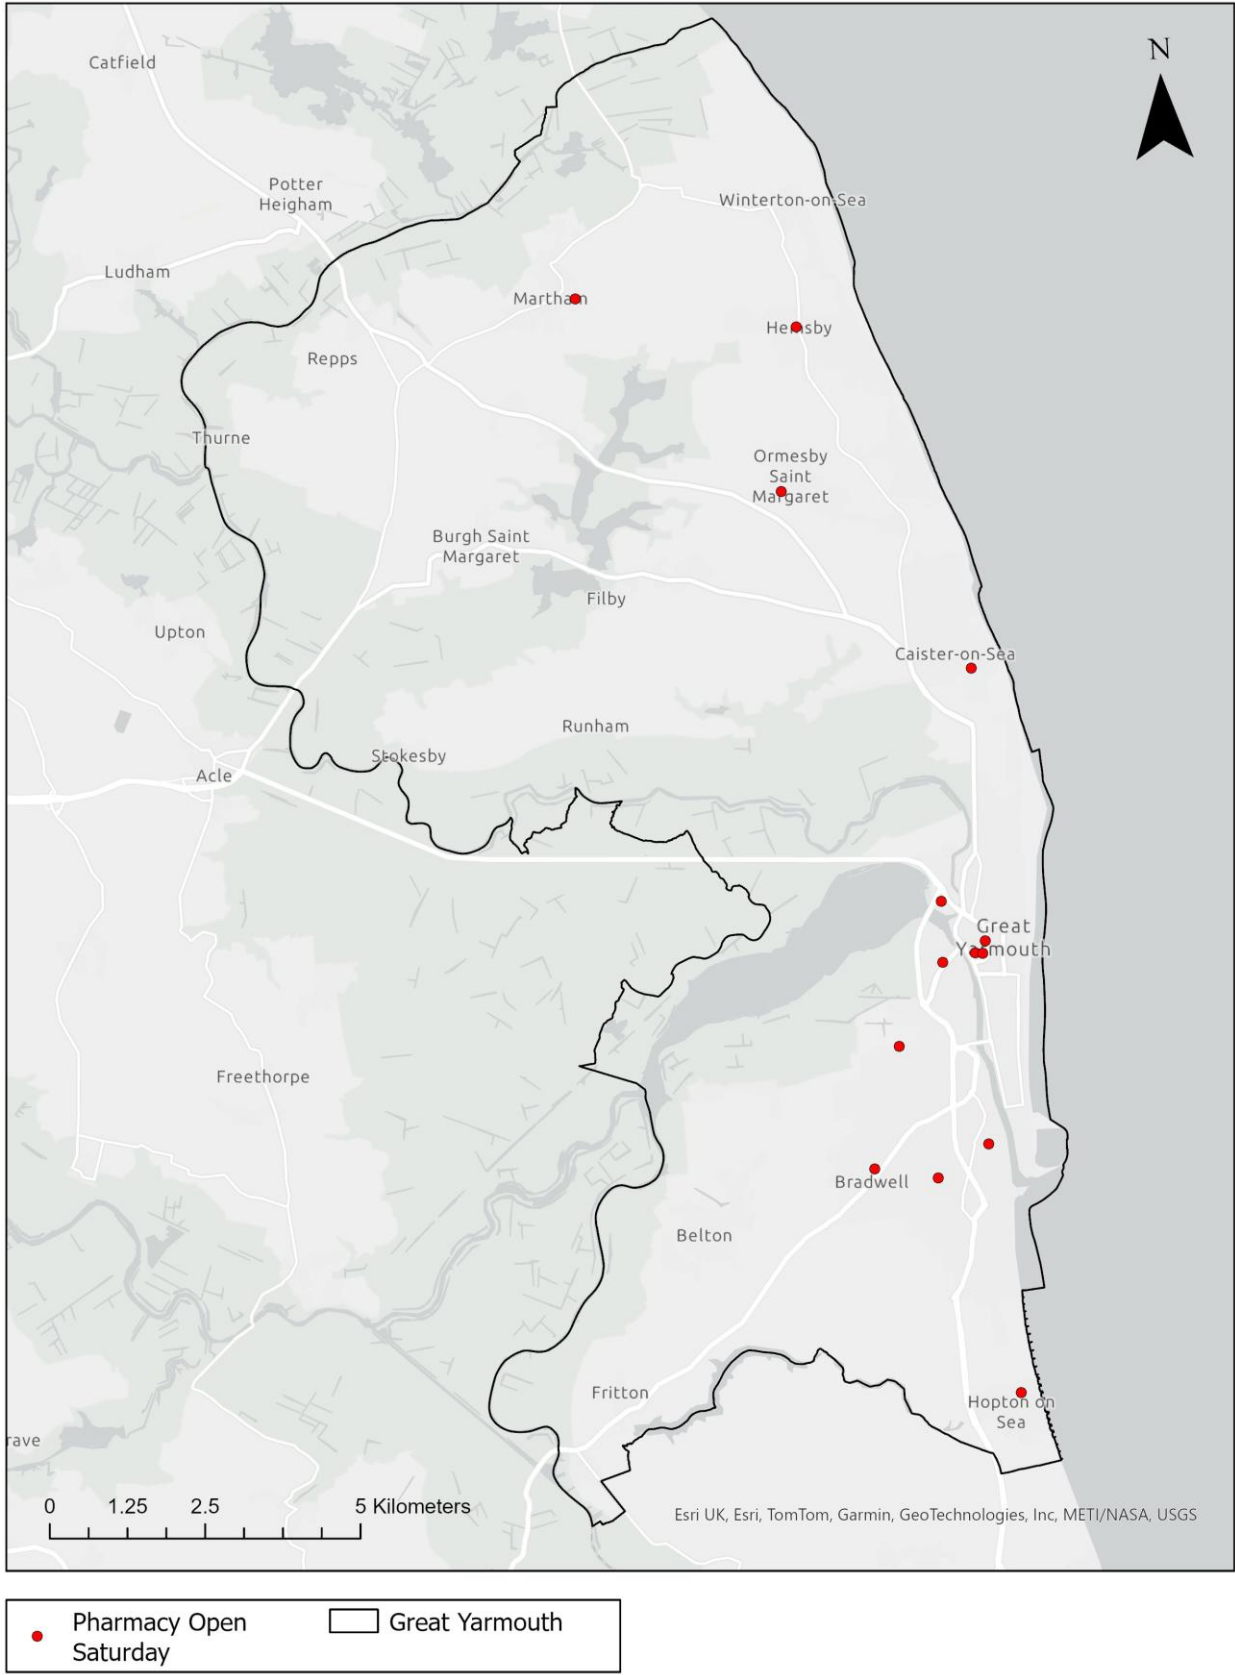 N
Catfield
Potter
Heigham
Winterton-on-Sea
Ludham
Martham
Hemsby
Repps
Thurne
Ormesby
Saint
Margaret
Burgh Saint
Margaret
Filby
Upton
Caister-on-Sea
Runham
Stokesby
Acle
Great
Yarmouth
Freethorpe
Bradwell
Belton
Fritton
Hopton on
Sea
rave
0 1.25 2.5 5 Kilometers
Esri UK, Esri, TomTom, Garmin, GeoTechnologies, Inc, METI/NASA, USGS
Pharmacy Open
Saturday
Great Yarmouth